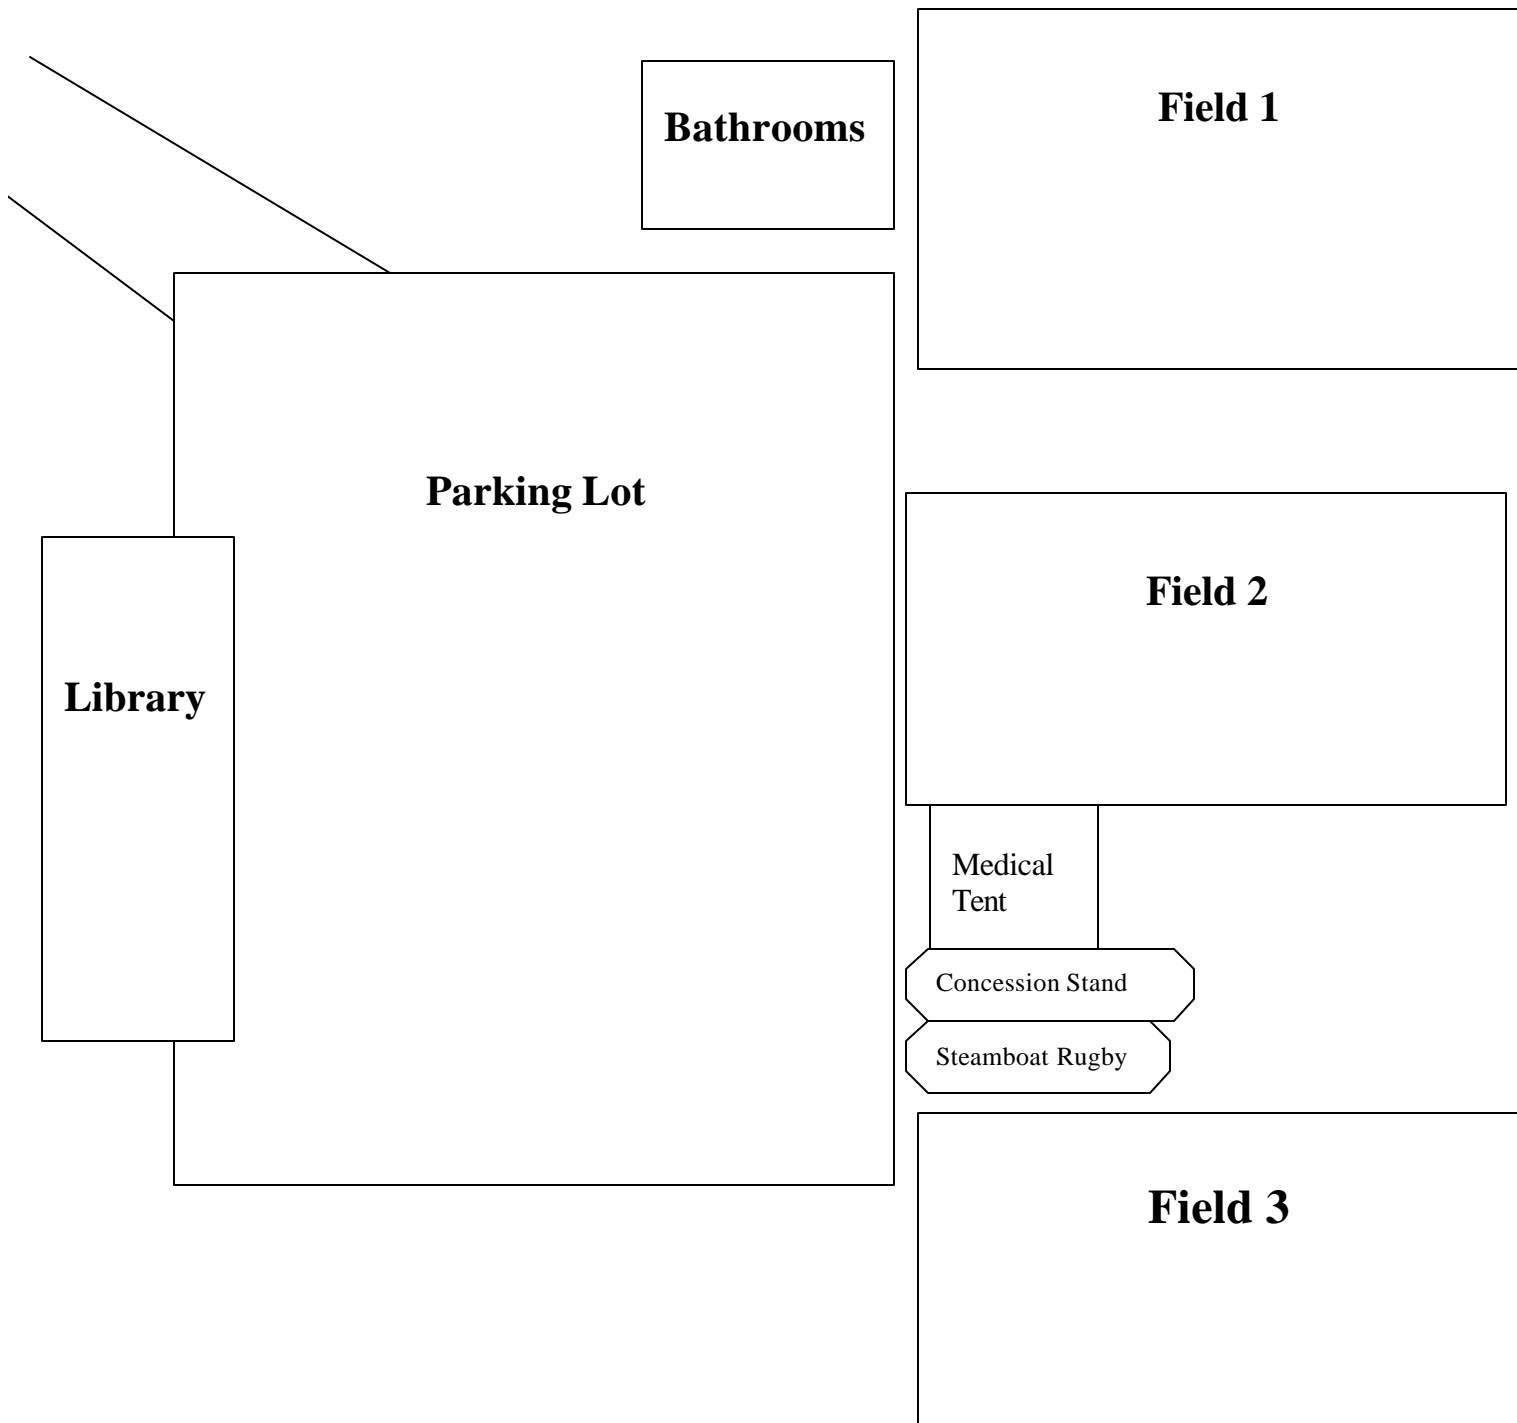 Field 1
Bathrooms
Parking Lot
Field 2
Library
Medical
Tent
Concession Stand
Steamboat Rugby
Field 3